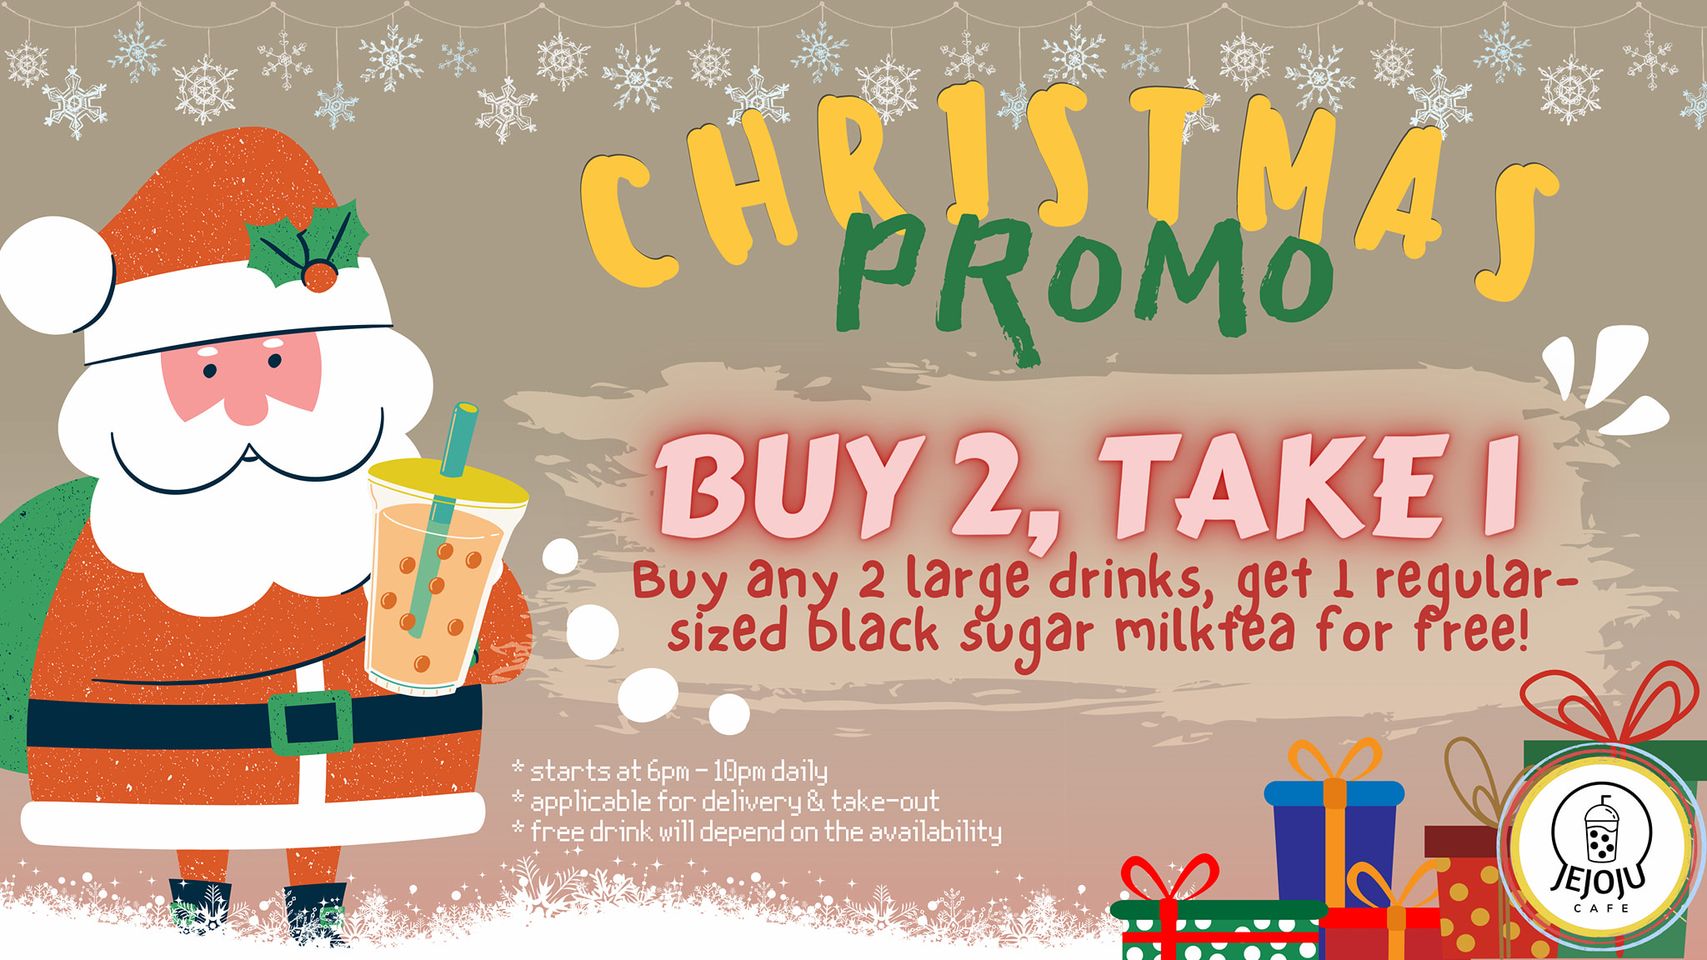 CHRISTMAS
PROMO
BUY 2, TAKE 1
Buy any 2 large drinks, get 1 regular-
sized black sugar milktea for free!
* starts at 6pm - 10pm daily
* applicable for delivery & take-out
* free drink will depend on the availability
JEJOJU
CAFE